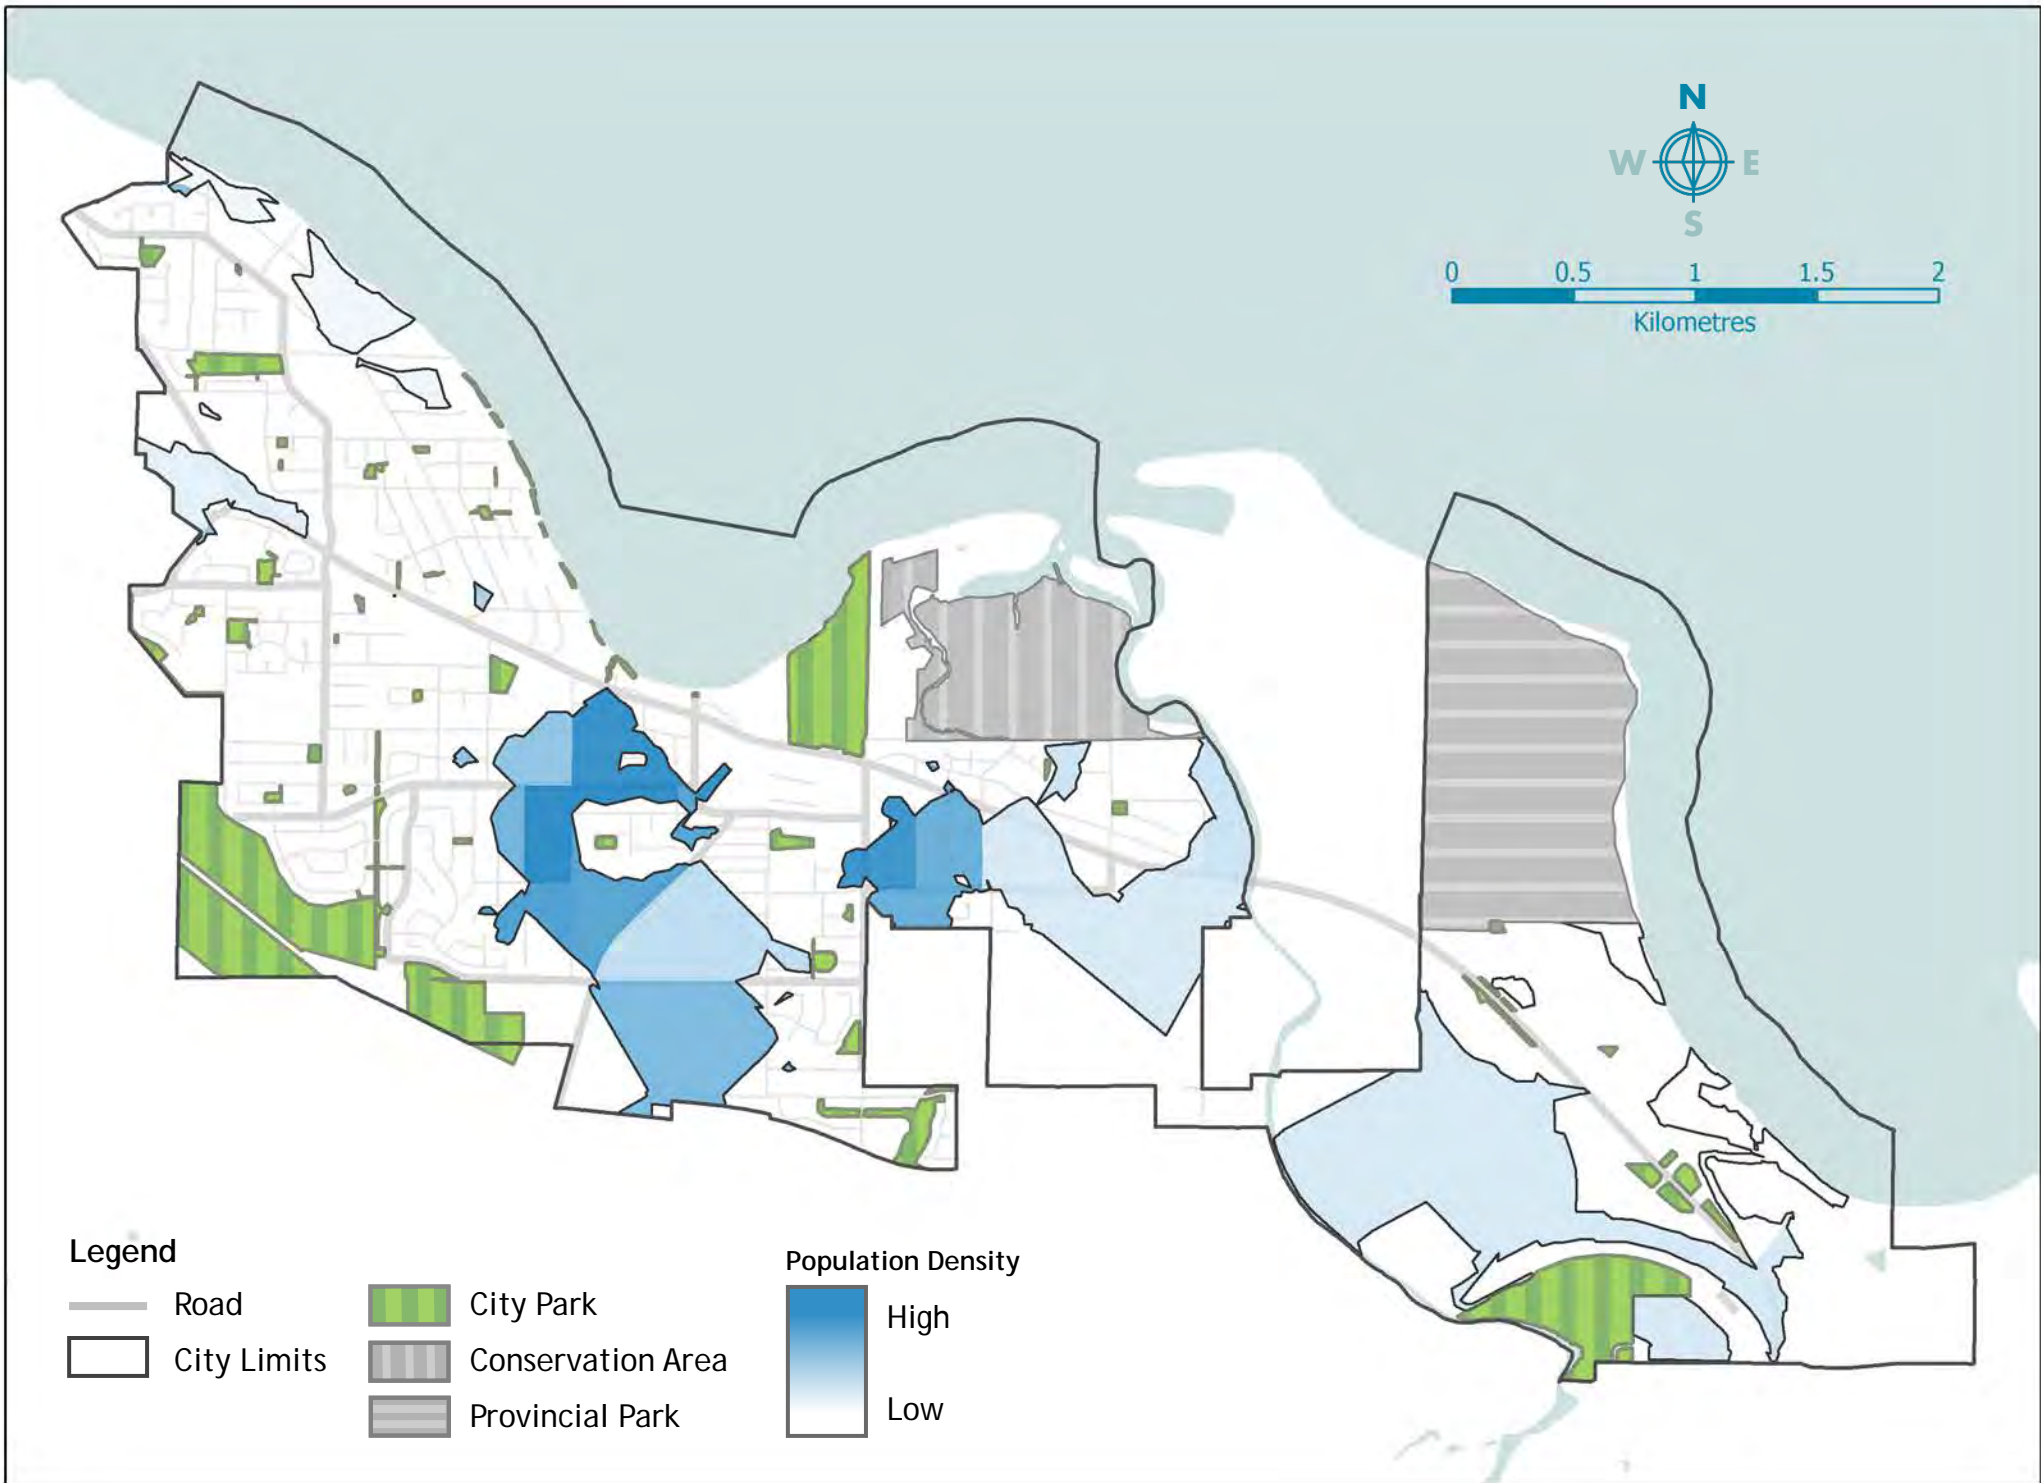 N
W E
S
0 0.5 1 1.5 2
Kilometres
Legend
Road
City Limits
City Park
Conservation Area
Provincial Park
Population Density
High
Low